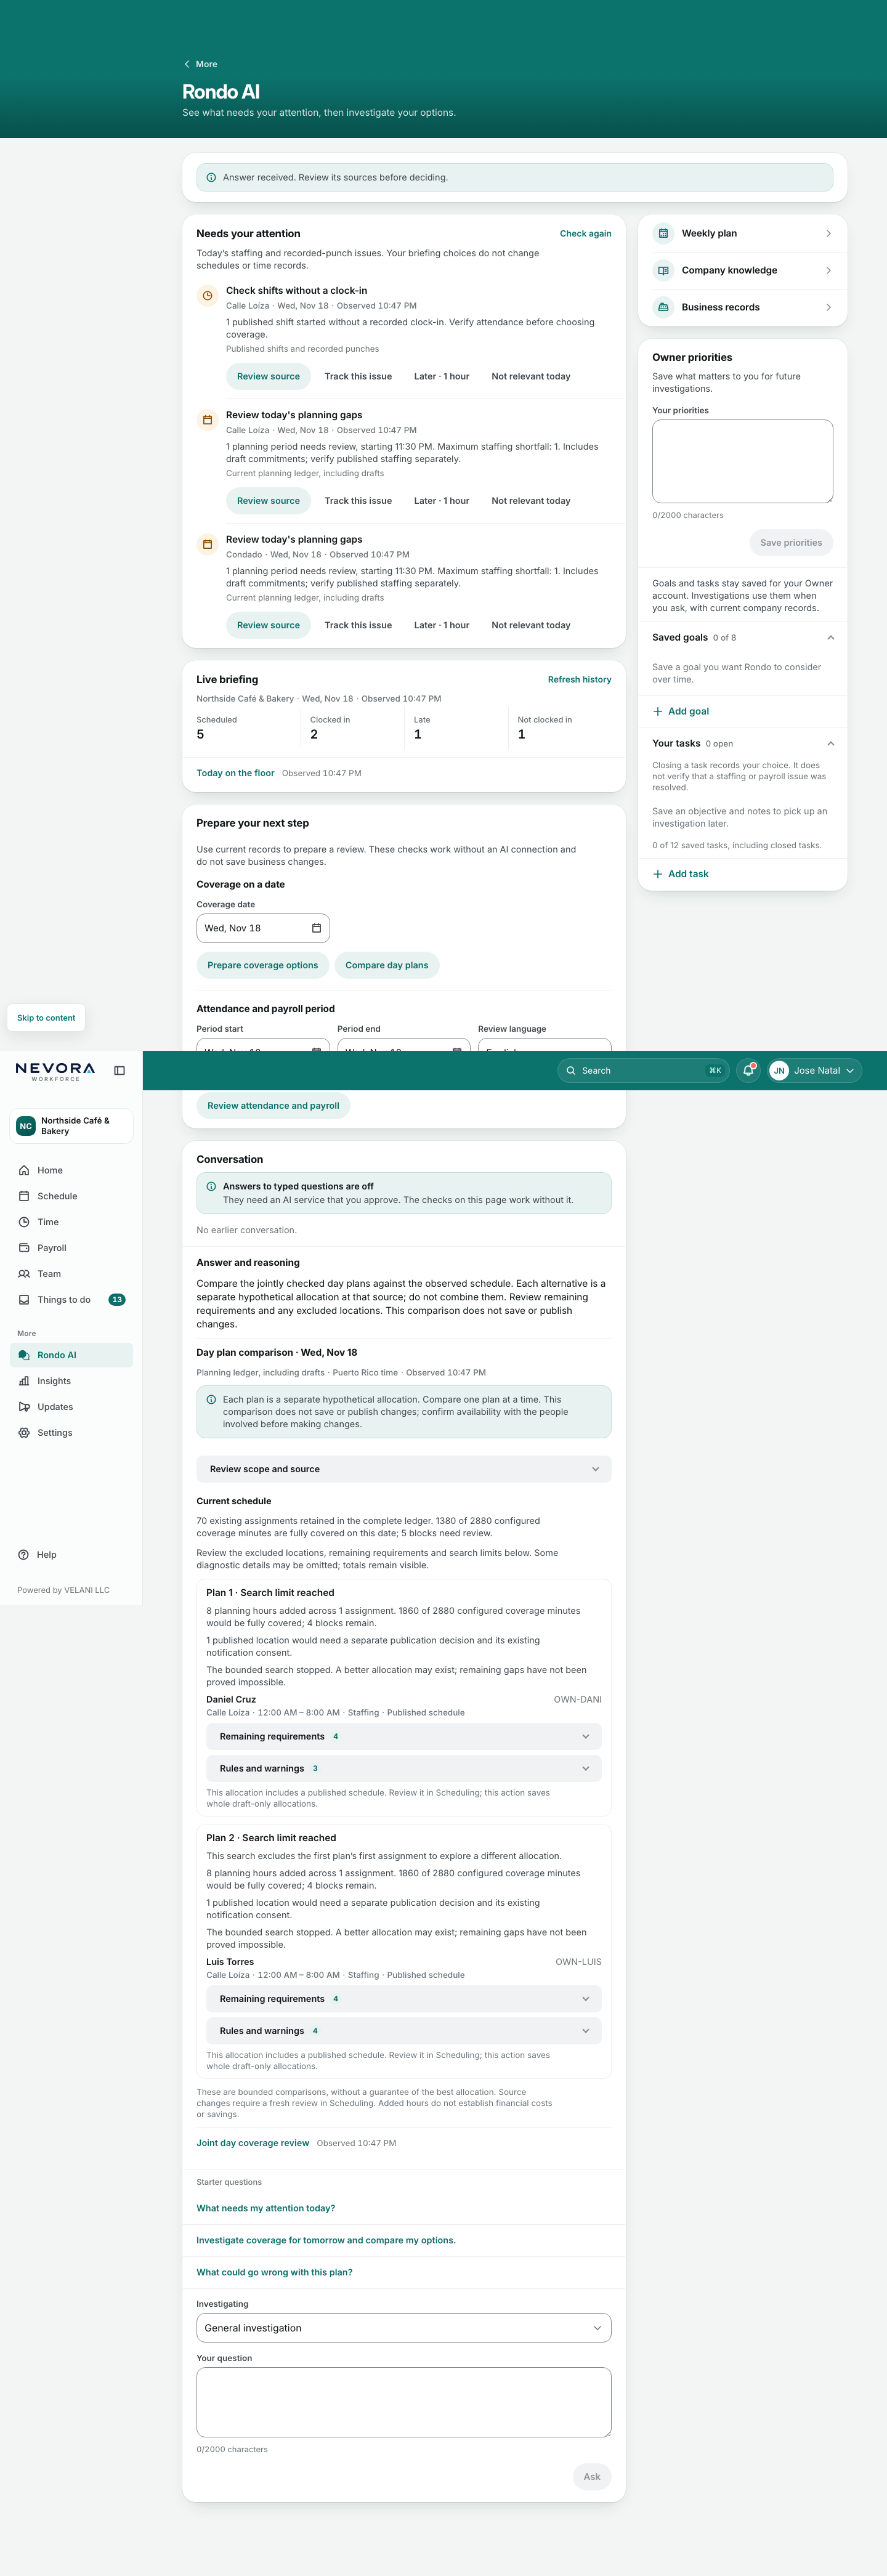 More
Rondo AI
See what needs your attention, then investigate your options.
Answer received. Review its sources before deciding.
Needs your attention
Check again
Today's staffing and recorded-punch issues. Your briefing choices do not change
schedules or time records.
Check shifts without a clock-in
Calle Loíza · Wed, Nov 18 · Observed 10:47 PM
1 published shift started without a recorded clock-in. Verify attendance before choosing
coverage.
Published shifts and recorded punches
Review source
Track this issue
Later · 1 hour
Not relevant today
Review today's planning gaps
Calle Loíza · Wed, Nov 18 · Observed 10:47 PM
1 planning period needs review, starting 11:30 PM. Maximum staffing shortfall: 1. Includes
draft commitments; verify published staffing separately.
Current planning ledger, including drafts
Review source
Track this issue
Later · 1 hour
Not relevant today
Review today's planning gaps
Condado · Wed, Nov 18 · Observed 10:47 PM
1 planning period needs review, starting 11:30 PM. Maximum staffing shortfall: 1. Includes
draft commitments; verify published staffing separately.
Current planning ledger, including drafts
Review source
Track this issue
Later · 1 hour
Not relevant today
Live briefing
Refresh history
Northside Café & Bakery · Wed, Nov 18 · Observed 10:47 PM
Scheduled
5
Clocked in
2
Late
1
Not clocked in
1
Today on the floor
Observed 10:47 PM
Prepare your next step
Use current records to prepare a review. These checks work without an AI connection and
do not save business changes.
Coverage on a date
Coverage date
Wed, Nov 18
Prepare coverage options
Compare day plans
Attendance and payroll period
Period start
Period end
Review language
Review attendance and payroll
Weekly plan
Company knowledge
Business records
Owner priorities
Save what matters to you for future
investigations.
Your priorities
0/2000 characters
Save priorities
Goals and tasks stay saved for your Owner
account. Investigations use them when
you ask, with current company records.
Saved goals 0 of 8
Save a goal you want Rondo to consider
over time.
Add goal
Your tasks 0 open
Closing a task records your choice. It does
not verify that a staffing or payroll issue was
resolved.
Save an objective and notes to pick up an
investigation later.
0 of 12 saved tasks, including closed tasks.
Add task
Skip to content
NEVORA
WORKFORCE
Search
⌘K
JN
Jose Natal
NC
Northside Café &
Bakery
Home
Schedule
Time
Payroll
Team
Things to do
13
More
Rondo AI
Insights
Updates
Settings
Help
Powered by VELANI LLC
Conversation
Answers to typed questions are off
They need an AI service that you approve. The checks on this page work without it.
No earlier conversation.
Answer and reasoning
Compare the jointly checked day plans against the observed schedule. Each alternative is a
separate hypothetical allocation at that source; do not combine them. Review remaining
requirements and any excluded locations. This comparison does not save or publish
changes.
Day plan comparison · Wed, Nov 18
Planning ledger, including drafts · Puerto Rico time · Observed 10:47 PM
Each plan is a separate hypothetical allocation. Compare one plan at a time. This
comparison does not save or publish changes; confirm availability with the people
involved before making changes.
Review scope and source
Current schedule
70 existing assignments retained in the complete ledger. 1380 of 2880 configured
coverage minutes are fully covered on this date; 5 blocks need review.
Review the excluded locations, remaining requirements and search limits below. Some
diagnostic details may be omitted; totals remain visible.
Plan 1 · Search limit reached
8 planning hours added across 1 assignment. 1860 of 2880 configured coverage minutes
would be fully covered; 4 blocks remain.
1 published location would need a separate publication decision and its existing
notification consent.
The bounded search stopped. A better allocation may exist; remaining gaps have not been
proved impossible.
Daniel Cruz
OWN-DANI
Calle Loíza · 12:00 AM – 8:00 AM · Staffing · Published schedule
Remaining requirements 4
Rules and warnings 3
This allocation includes a published schedule. Review it in Scheduling; this action saves
whole draft-only allocations.
Plan 2 · Search limit reached
This search excludes the first plan's first assignment to explore a different allocation.
8 planning hours added across 1 assignment. 1860 of 2880 configured coverage minutes
would be fully covered; 4 blocks remain.
1 published location would need a separate publication decision and its existing
notification consent.
The bounded search stopped. A better allocation may exist; remaining gaps have not been
proved impossible.
Luis Torres
OWN-LUIS
Calle Loíza · 12:00 AM – 8:00 AM · Staffing · Published schedule
Remaining requirements 4
Rules and warnings 4
This allocation includes a published schedule. Review it in Scheduling; this action saves
whole draft-only allocations.
These are bounded comparisons, without a guarantee of the best allocation. Source
changes require a fresh review in Scheduling. Added hours do not establish financial costs
or savings.
Joint day coverage review
Observed 10:47 PM
Starter questions
What needs my attention today?
Investigate coverage for tomorrow and compare my options.
What could go wrong with this plan?
Investigating
General investigation
Your question
0/2000 characters
Ask